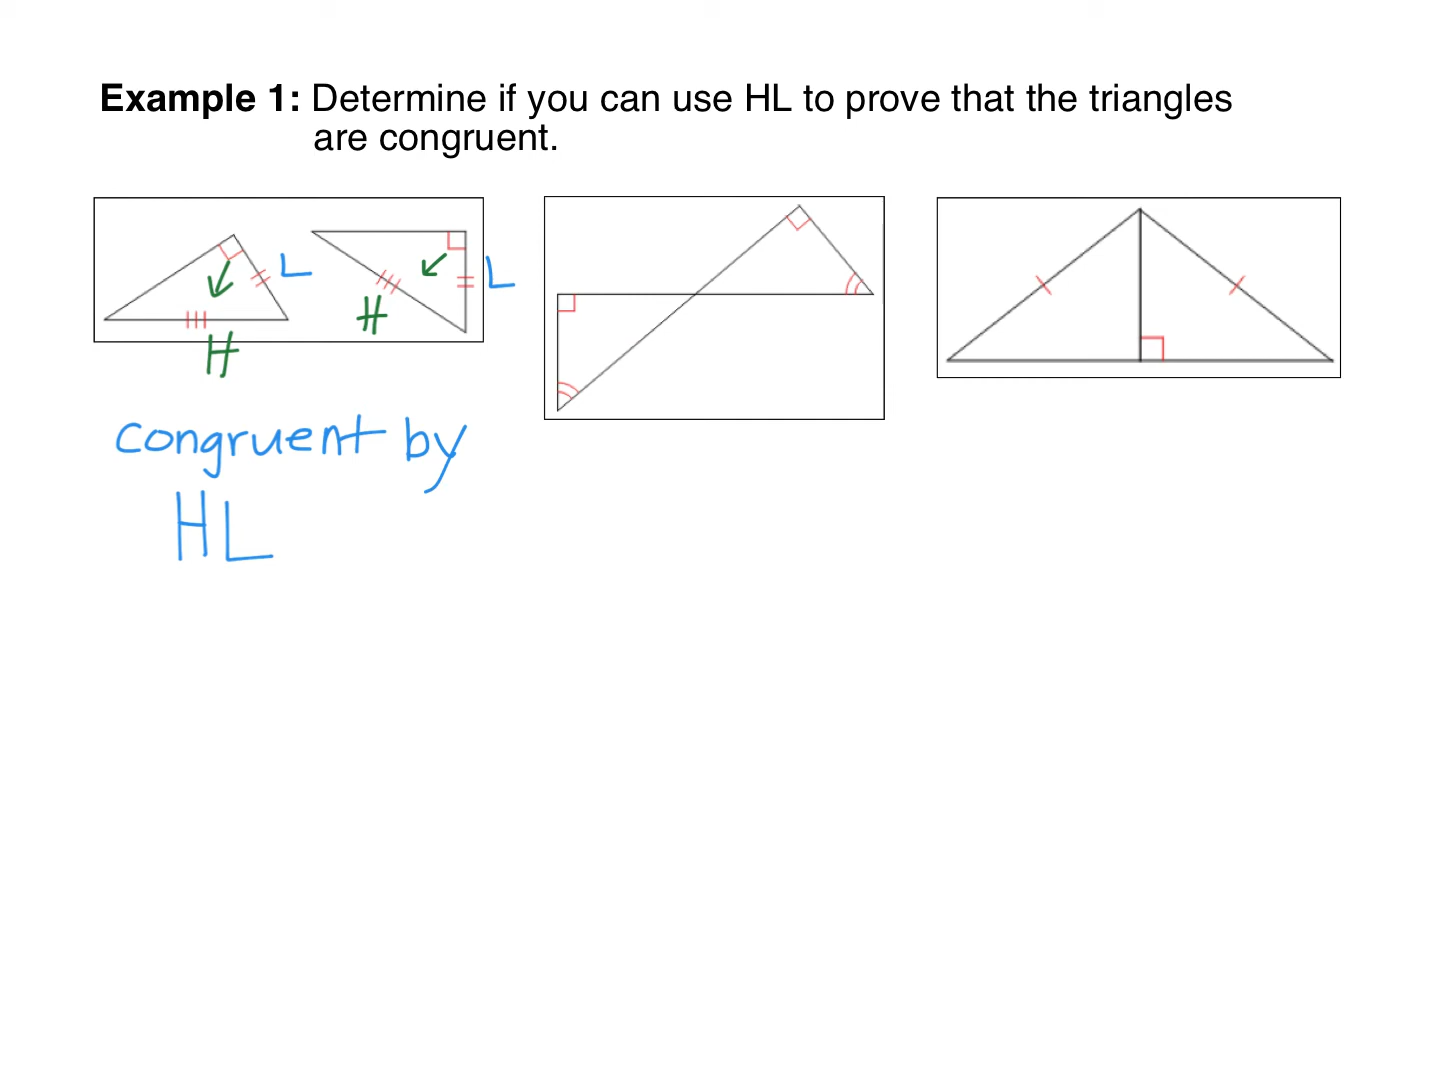 Example 1: Determine if you can use HL to prove that the triangles
are congruent.
L
L
H
H
congruent by
HL